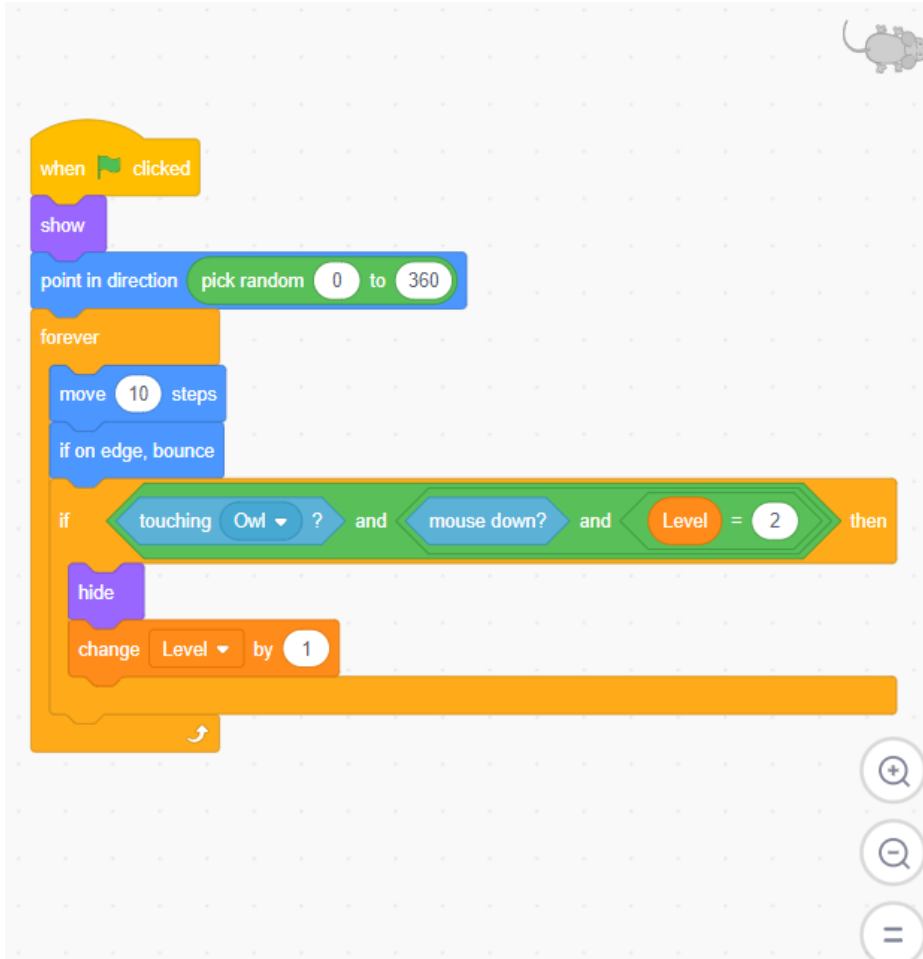 when clicked
show
point in direction pick random 0 to 360
forever
move 10 steps
if on edge, bounce
if touching Owl ? and mouse down? and Level = 2 then
hide
change Level by 1